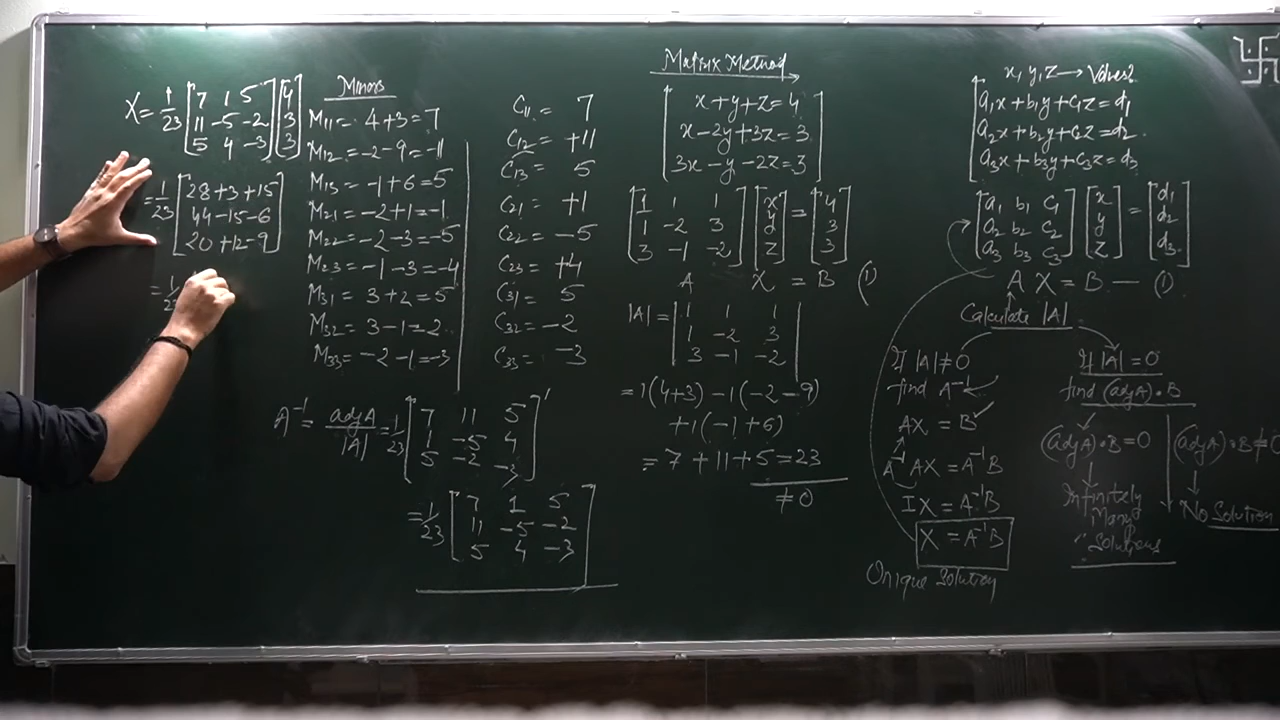 X = 1/23 [7 1 5] [4]
[11 -5 -2] [3]
[5 4 -3] [3]
= 1/23 [28+3+15]
[44-15-6]
[20+12-9]
= 1/23
Minors
M11 = 4+3=7
M12 = -2-9=-11
M13 = -1+6=5
M21 = -2+1=-1
M22 = -2-3=-5
M23 = -1-3=-4
M31 = 3+2=5
M32 = 3-1=2
M33 = -2-1=-3
C11 = 7
C12 = +11
C13 = 5
C21 = +1
C22 = -5
C23 = +4
C31 = 5
C32 = -2
C33 = -3
A⁻¹ = adjA/|A| = 1/23 [7 11 5]'
[1 -5 4]
[5 -2 -3]
= 1/23 [7 1 5]
[11 -5 -2]
[5 4 -3]
Matrix Method
x+y+z=4
x-2y+3z=3
3x-y-2z=3
[1 1 1] [x] = [4]
[1 -2 3] [y] [3]
[3 -1 -2] [z] [3]
A X = B (1)
|A| = |1 1 1|
|1 -2 3|
|3 -1 -2|
= 1(4+3) -1(-2-9)
+1(-1+6)
= 7+11+5=23
≠0
x, y, z → Values?
a1x+b1y+c1z=d1
a2x+b2y+c2z=d2
a3x+b3y+c3z=d3
[a1 b1 c1] [x] = [d1]
[a2 b2 c2] [y] [d2]
[a3 b3 c3] [z] [d3]
A X = B — (1)
Calculate |A|
If |A|≠0
find A⁻¹
AX = B
A⁻¹AX = A⁻¹B
IX = A⁻¹B
X = A⁻¹B
Unique Solution
If |A|=0
find (adjA)•B
(adjA)•B=0
Infinitely
Many
Solutions
(adjA)•B≠0
No Solution